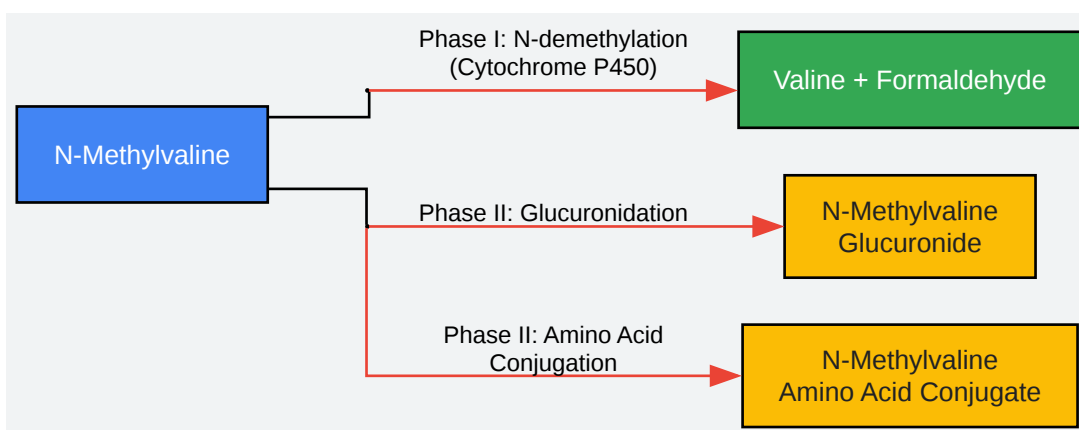 Phase I: N-demethylation
(Cytochrome P450)
Valine + Formaldehyde
N-Methylvaline
Phase II: Glucuronidation
N-Methylvaline
Glucuronide
Phase II: Amino Acid
Conjugation
N-Methylvaline
Amino Acid Conjugate